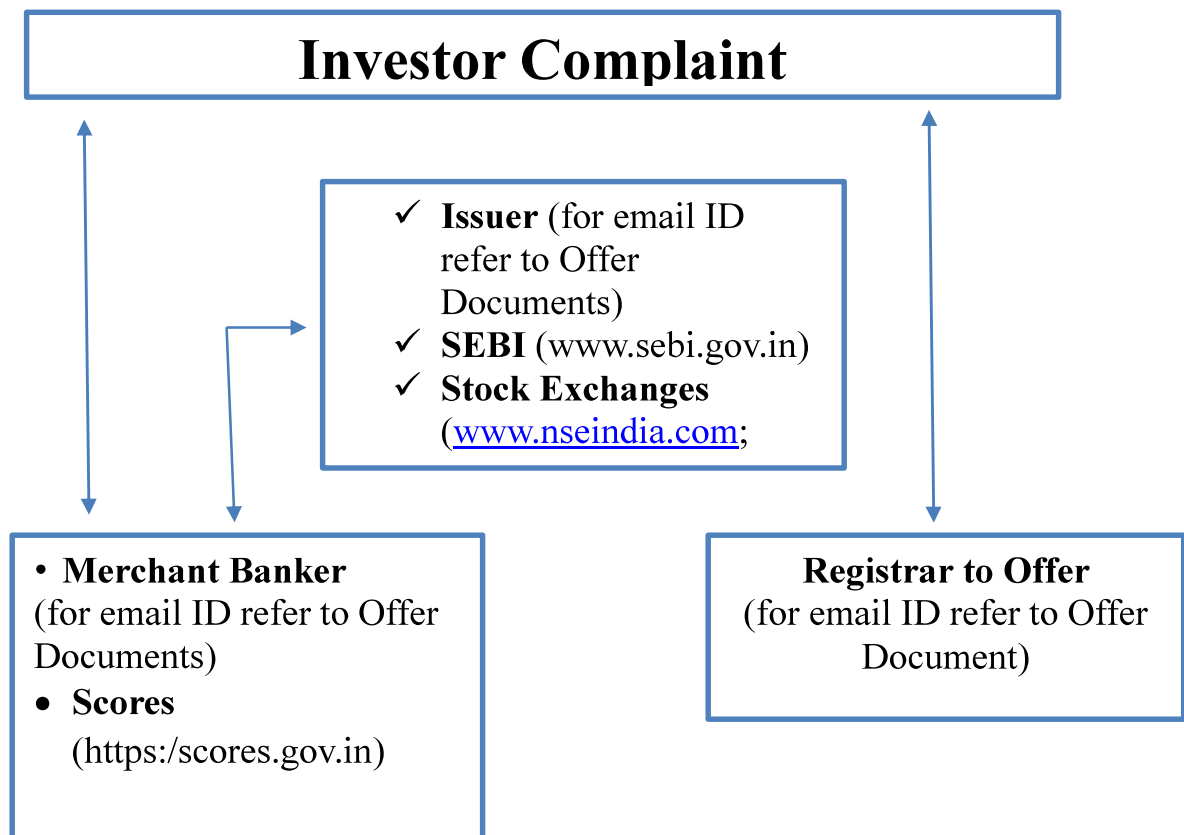 Investor Complaint
✓ Issuer (for email ID
refer to Offer
Documents)
✓ SEBI (www.sebi.gov.in)
✓ Stock Exchanges
(www.nseindia.com;
• Merchant Banker
(for email ID refer to Offer
Documents)
• Scores
(https:/scores.gov.in)
Registrar to Offer
(for email ID refer to Offer
Document)